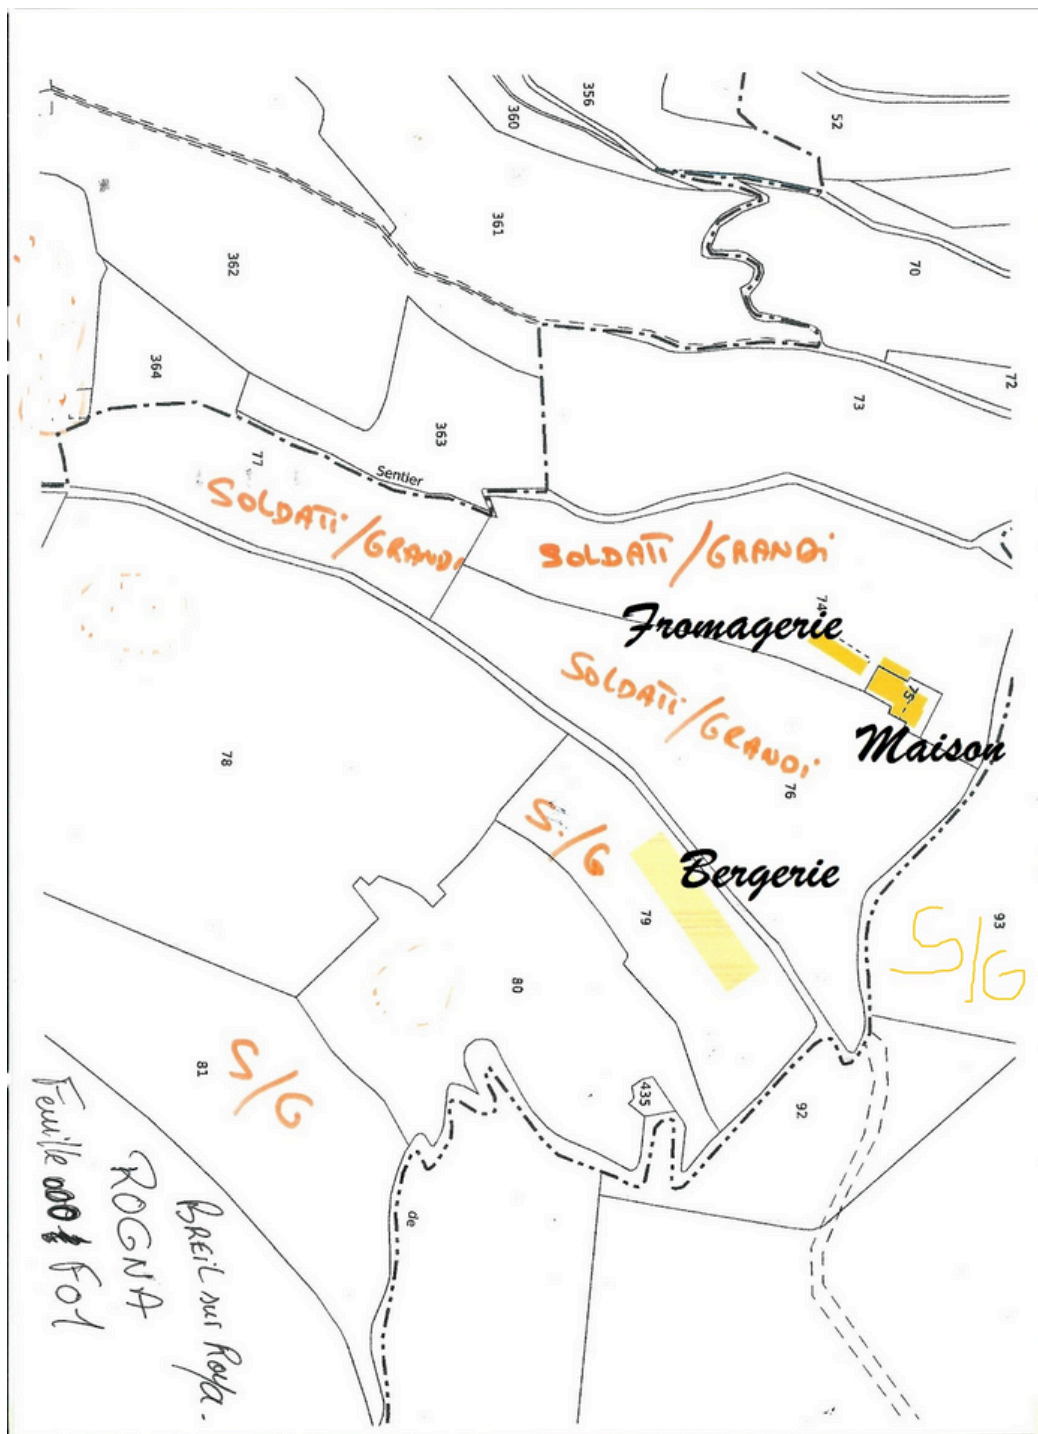 356
52
360
361
70
362
364
72
73
363
77
Sentier
SOLDATI/GRANDI
SOLDATI/GRANDI
74
Fromagerie
SOLDATI/GRANDI
75
Maison
76
78
S./G
Bergerie
79
93
S/G
80
81
S/G
435
92
de
BREIL sur Roya.
ROGNA
Feuille 000 F01